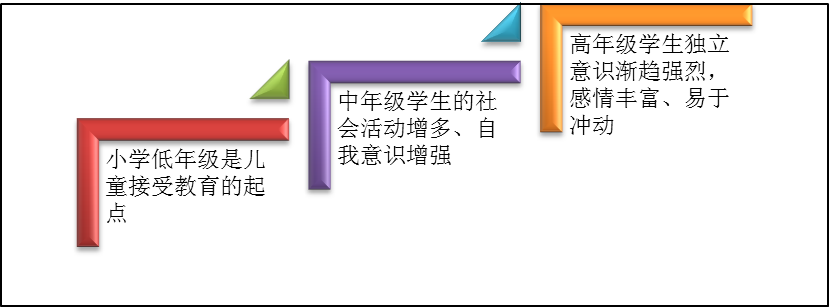 小学低年级是儿
童接受教育的起
点
中年级学生的社
会活动增多、自
我意识增强
高年级学生独立
意识渐趋强烈，
感情丰富、易于
冲动